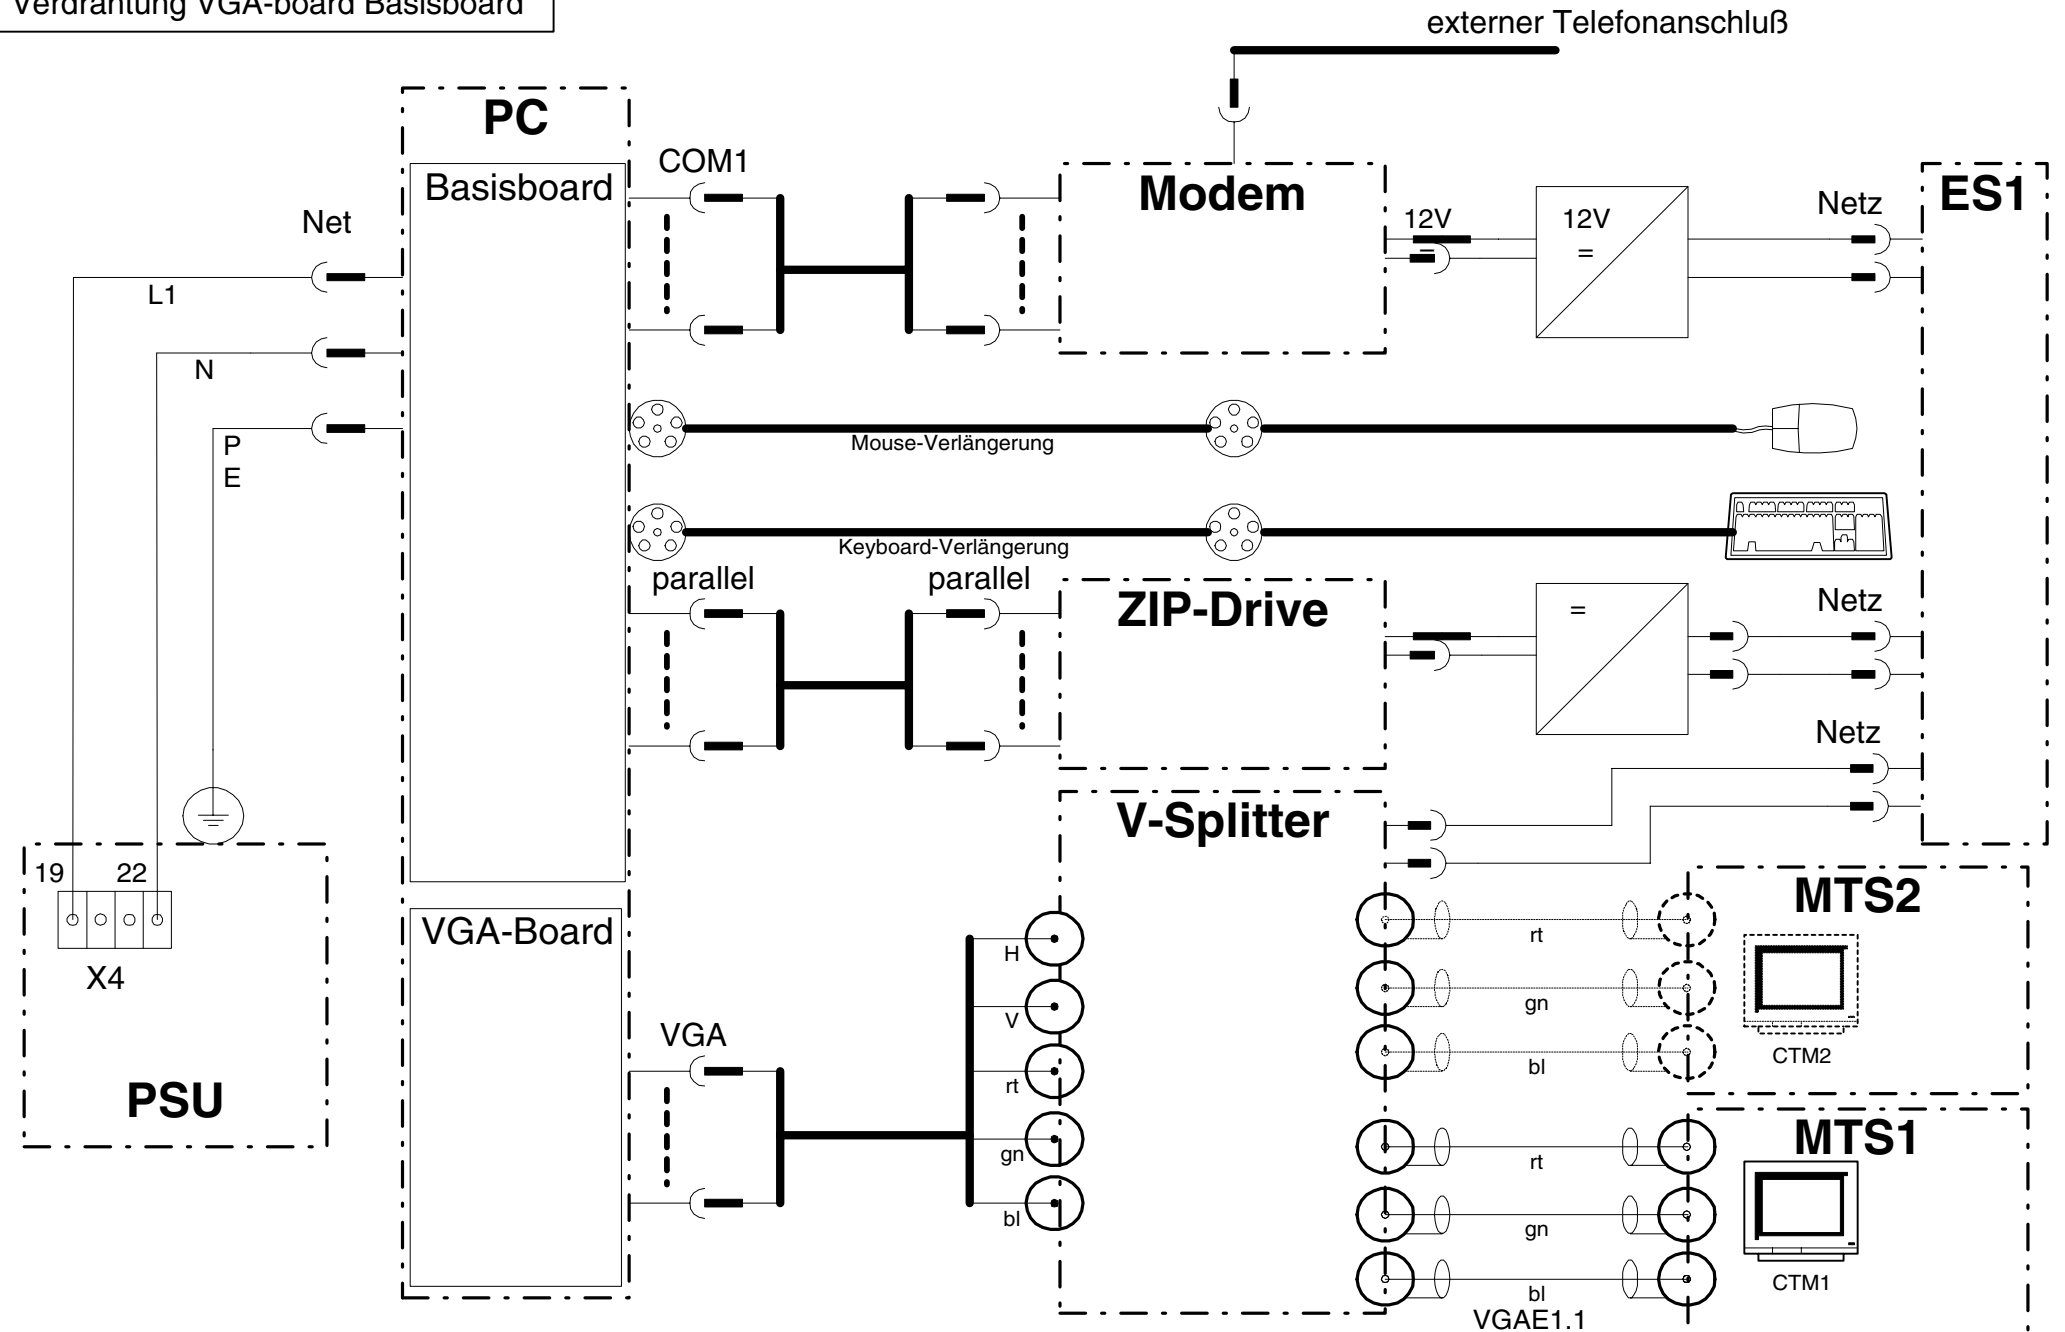 Verdrahtung VGA-board Basisboard
externer Telefonanschluß
PC
COM1
Basisboard
Modem
ES1
Net
12V
=
12V
=
Netz
L1
N
P
E
Mouse-Verlängerung
Keyboard-Verlängerung
parallel
parallel
ZIP-Drive
=
Netz
Netz
V-Splitter
19
22
X4
PSU
VGA-Board
VGA
H
V
rt
gn
bl
MTS2
rt
gn
bl
CTM2
MTS1
rt
gn
bl
CTM1
VGAE1.1